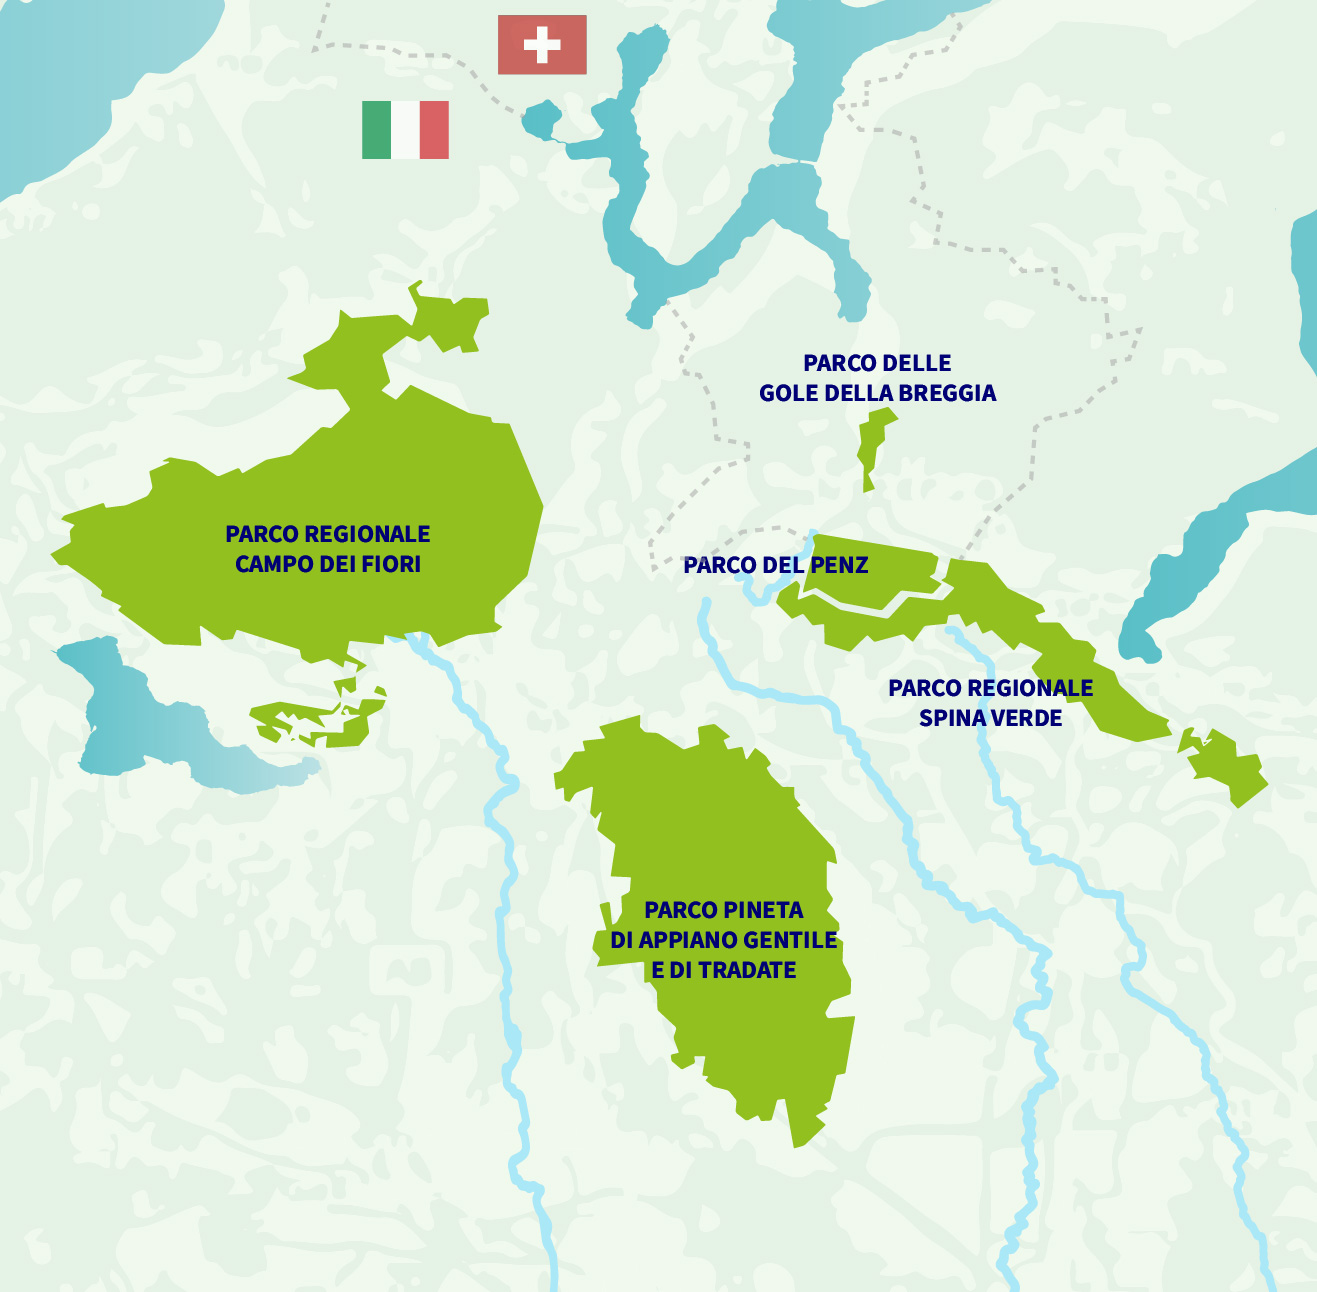 PARCO DELLE
GOLE DELLA BREGGIA
PARCO REGIONALE
CAMPO DEI FIORI
PARCO DEL PENZ
PARCO REGIONALE
SPINA VERDE
PARCO PINETA
DI APPIANO GENTILE
E DI TRADATE